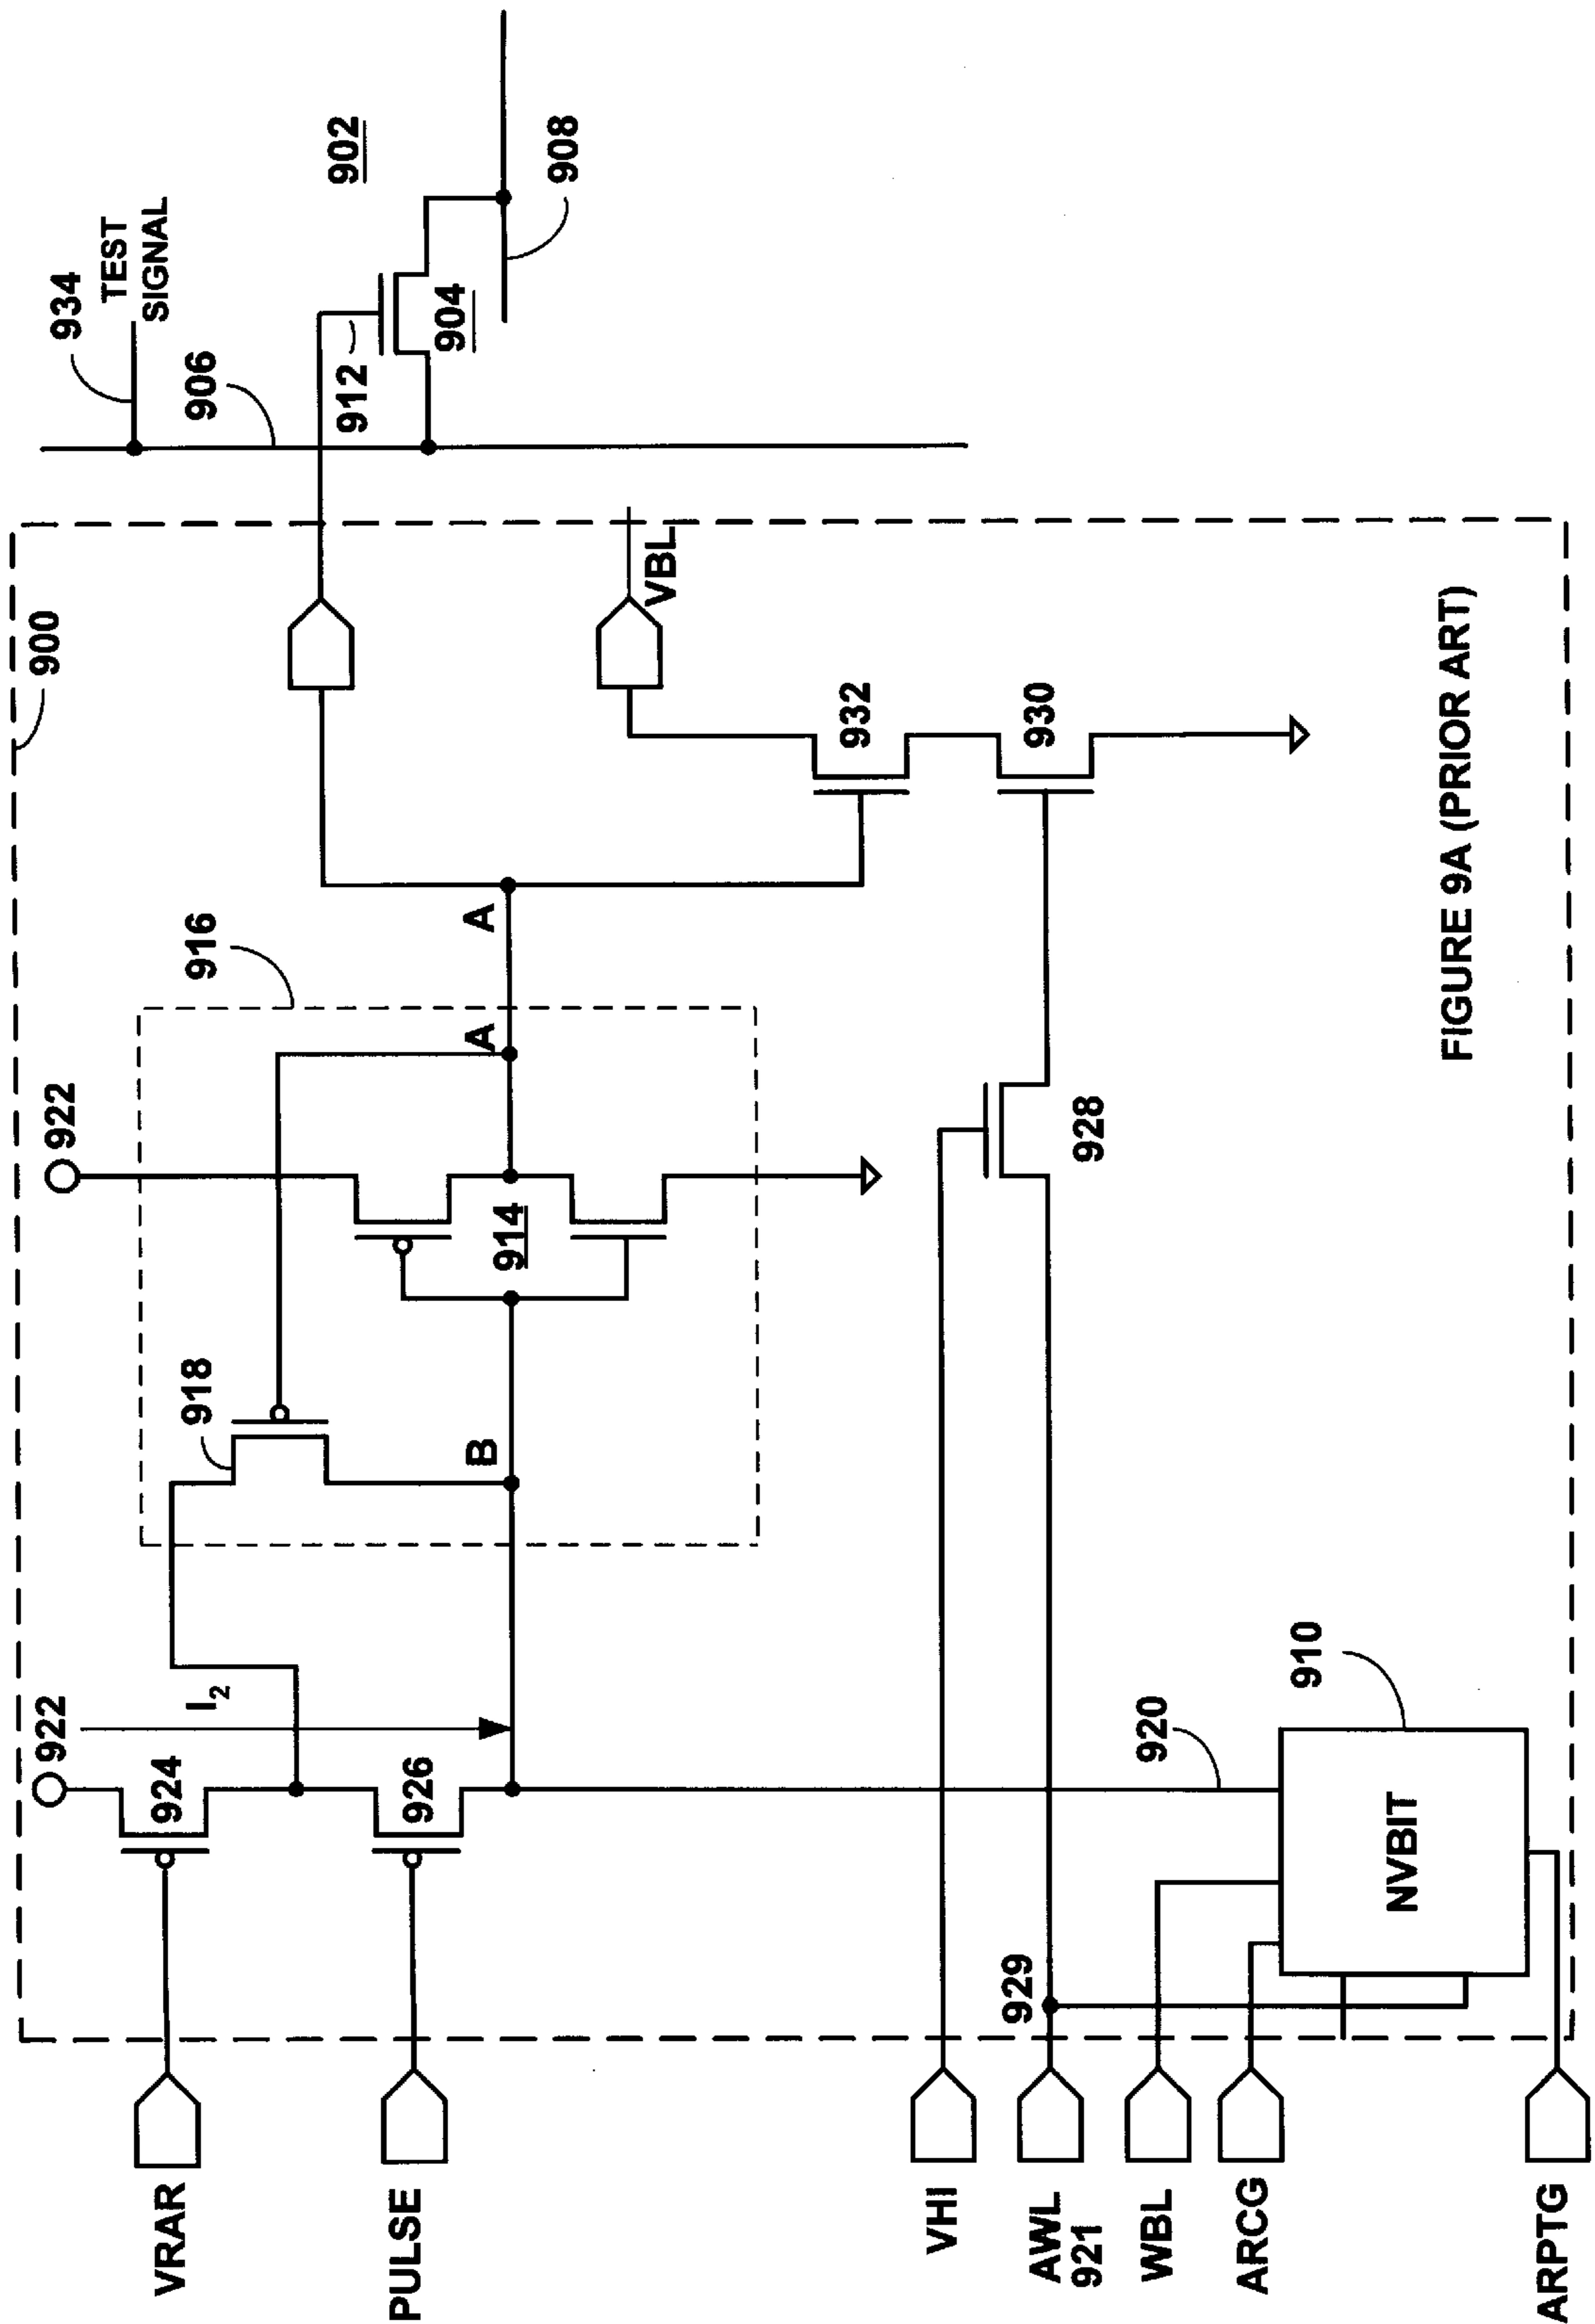 900
922
I₂
922
916
934
TEST
SIGNAL
906
902
VRAR
924
918
A
A
912
904
908
PULSE
926
B
914
VBL
932
930
VHI
928
929
AWL
921
WBL
920
910
ARCG
NVBIT
ARPTG
FIGURE 9A (PRIOR ART)